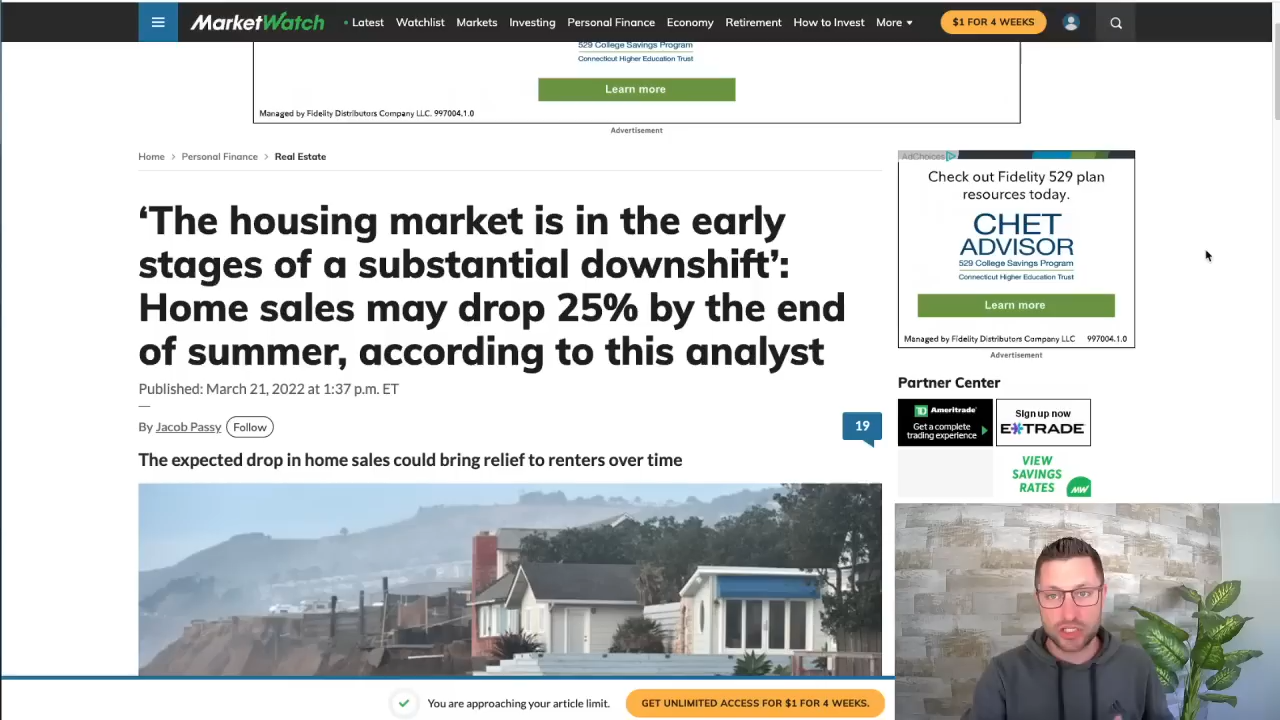 MarketWatch
Latest Watchlist Markets Investing Personal Finance Economy Retirement How to Invest More
$1 FOR 4 WEEKS
529 College Savings Program
Connecticut Higher Education Trust
Learn more
Managed by Fidelity Distributors Company LLC. 997004.1.0
Advertisement
Home > Personal Finance > Real Estate
‘The housing market is in the early
stages of a substantial downshift’:
Home sales may drop 25% by the end
of summer, according to this analyst
Published: March 21, 2022 at 1:37 p.m. ET
By Jacob Passy Follow
19
The expected drop in home sales could bring relief to renters over time
AdChoices
Check out Fidelity 529 plan
resources today.
CHET
ADVISOR
529 College Savings Program
Connecticut Higher Education Trust
Learn more
Managed by Fidelity Distributors Company LLC 997004.1.0
Advertisement
Partner Center
TD Ameritrade
Get a complete
trading experience
Sign up now
E*TRADE
VIEW
SAVINGS
RATES
MW
You are approaching your article limit.
GET UNLIMITED ACCESS FOR $1 FOR 4 WEEKS.